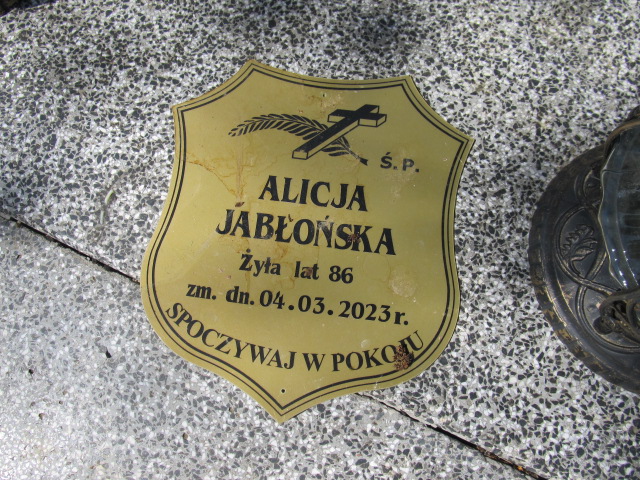 Ś.P.
ALICJA
JABŁOŃSKA
Żyła lat 86
zm. dn. 04.03.2023 r.
SPOCZYWAJ W POKOJU